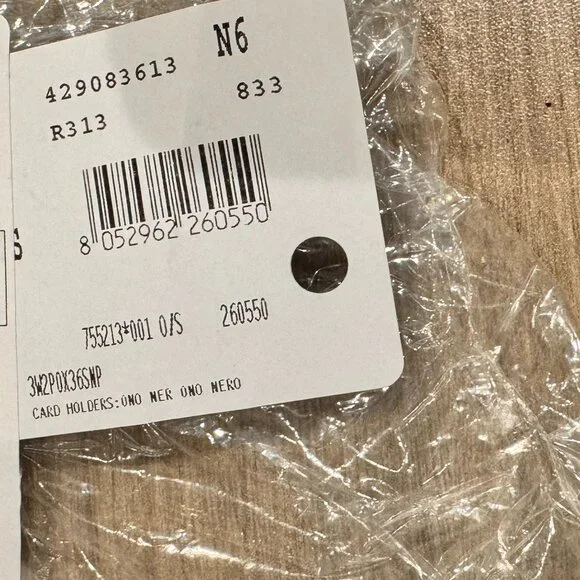 N6
429083613
R313 833
8 052962 260550
S
755213*001 O/S 260550
3W2P0X36SNP
CARD HOLDERS:ONO NER ONO NERO